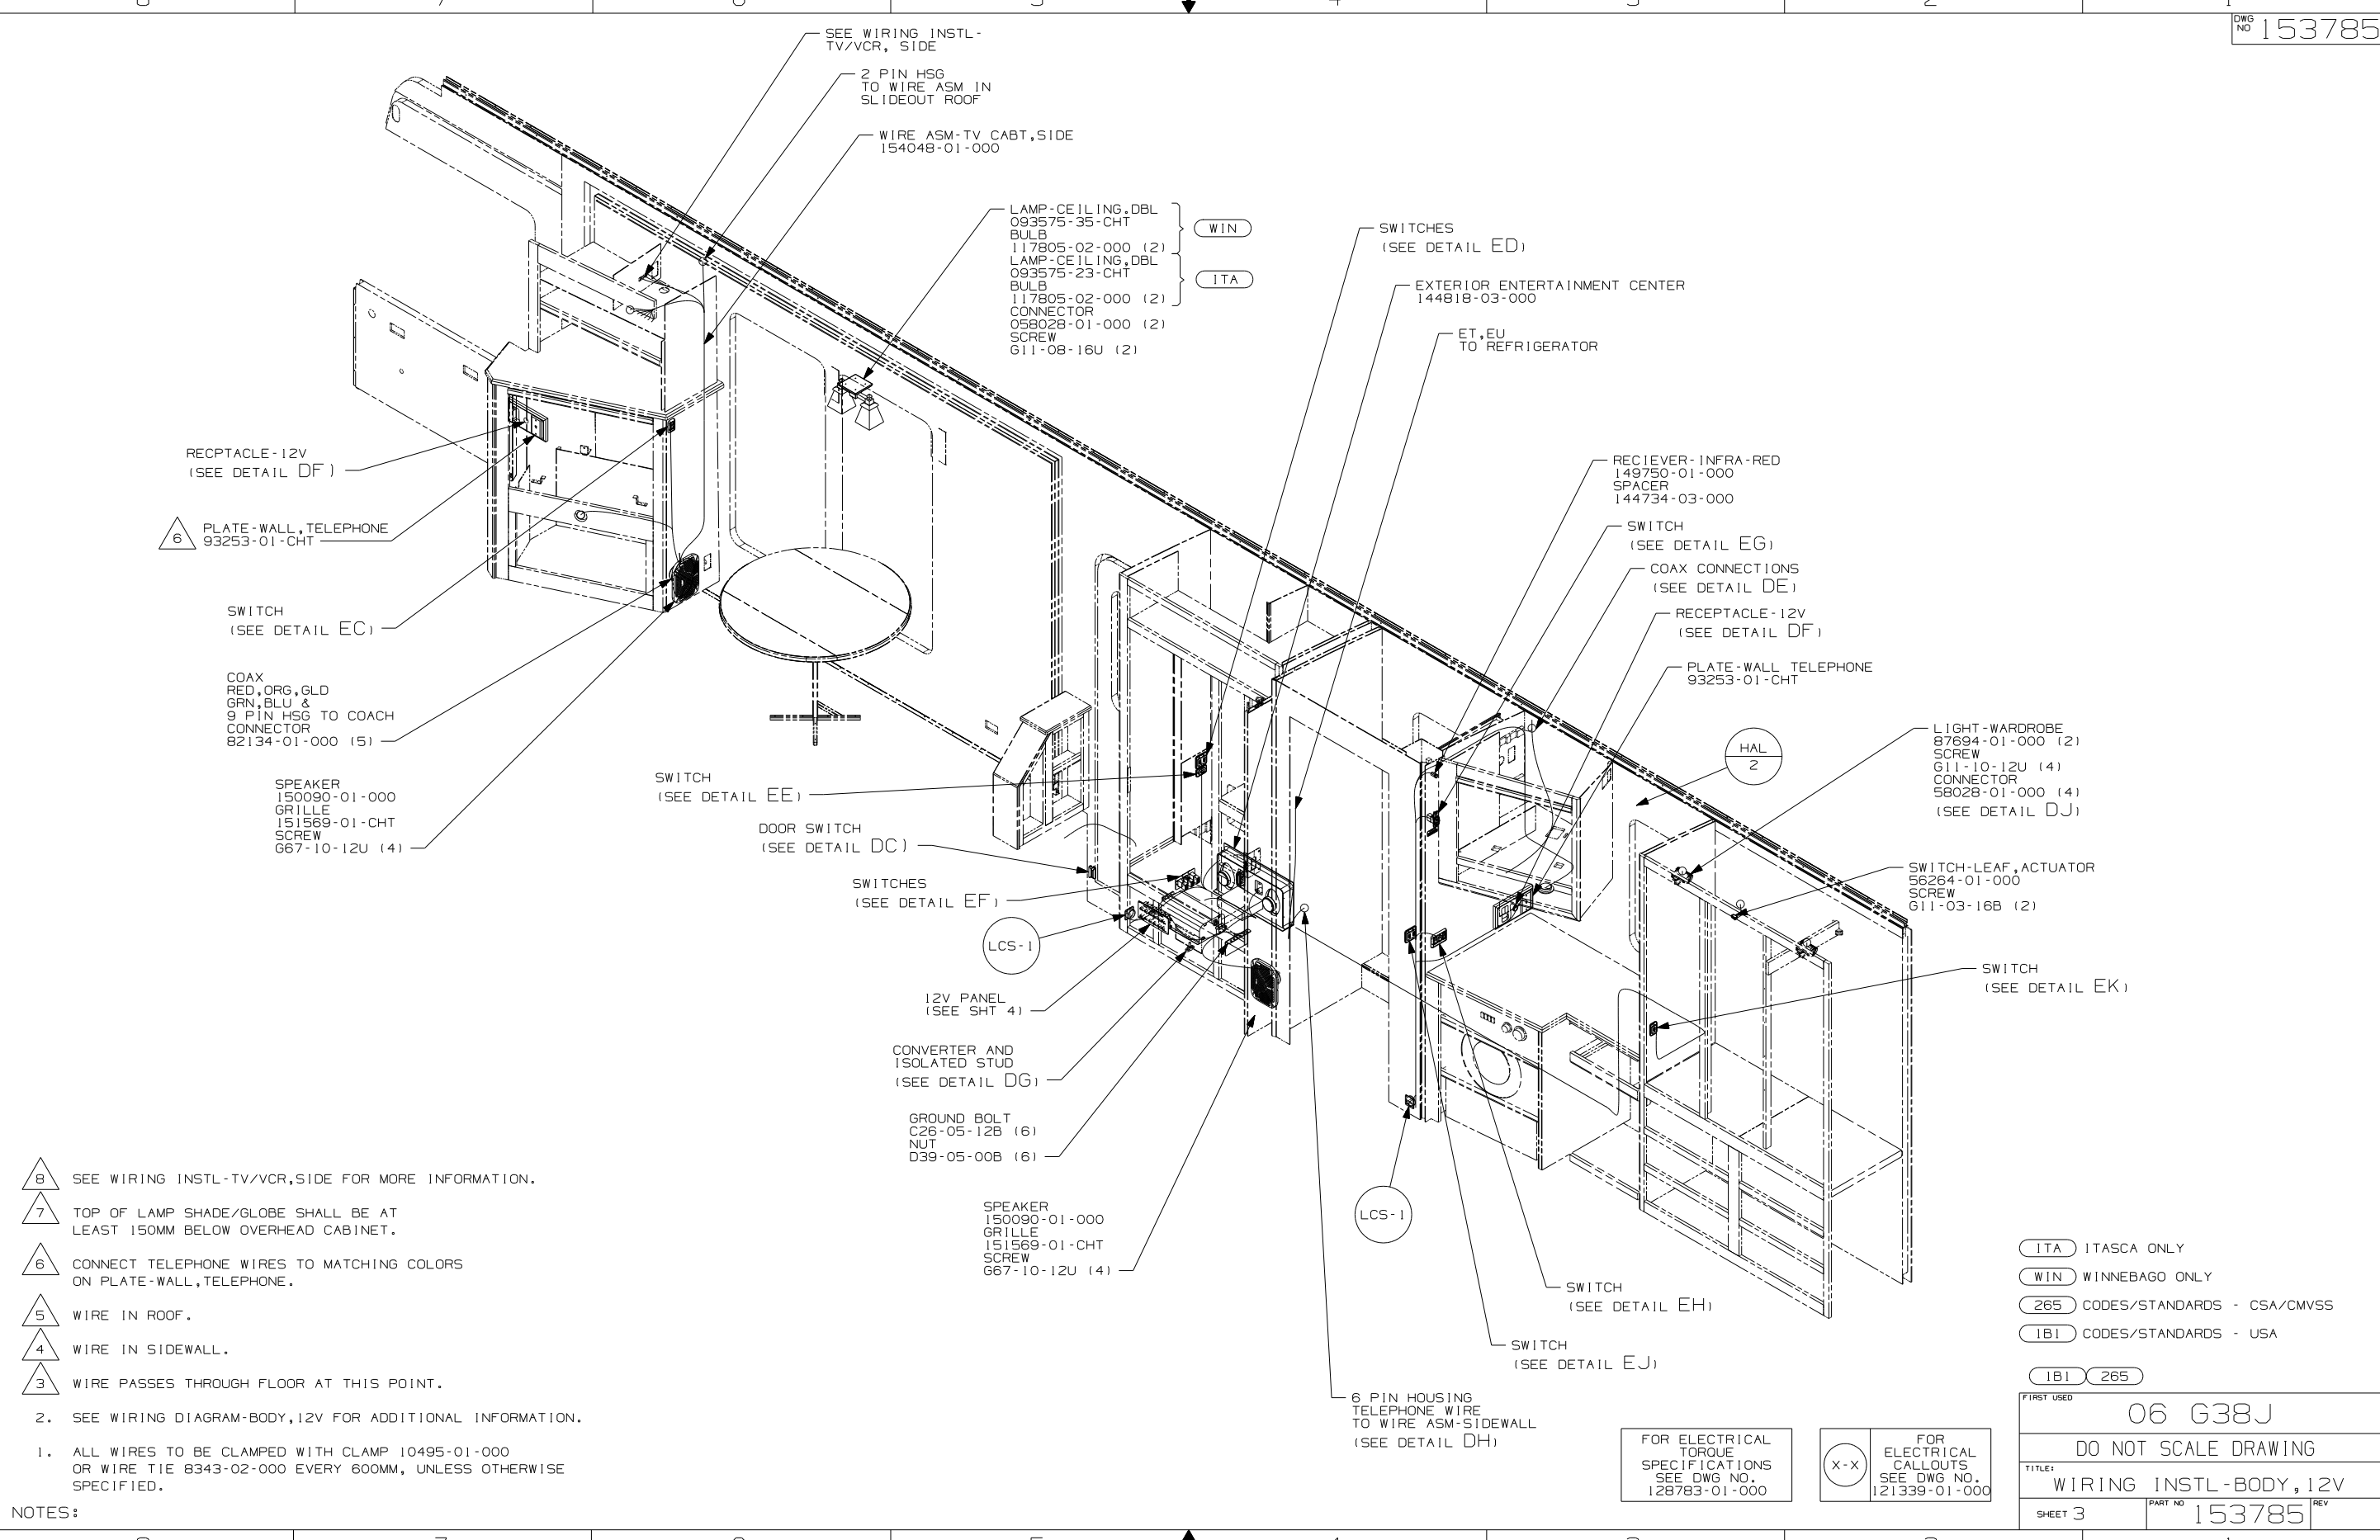 DWG NO 153785
SEE WIRING INSTL-
TV/VCR, SIDE
2 PIN HSG
TO WIRE ASM IN
SLIDEOUT ROOF
WIRE ASM-TV CABT,SIDE
154048-01-000
LAMP-CEILING,DBL
093575-35-CHT
BULB
117805-02-000 (2)
WIN
LAMP-CEILING,DBL
093575-23-CHT
BULB
117805-02-000 (2)
ITA
CONNECTOR
058028-01-000 (2)
SCREW
G11-08-16U (2)
SWITCHES
(SEE DETAIL ED)
EXTERIOR ENTERTAINMENT CENTER
144818-03-000
ET,EU
TO REFRIGERATOR
RECPTACLE-12V
(SEE DETAIL DF)
6
PLATE-WALL,TELEPHONE
93253-01-CHT
SWITCH
(SEE DETAIL EC)
COAX
RED,ORG,GLD
GRN,BLU &
9 PIN HSG TO COACH
CONNECTOR
82134-01-000 (5)
SPEAKER
150090-01-000
GRILLE
151569-01-CHT
SCREW
G67-10-12U (4)
RECIEVER-INFRA-RED
149750-01-000
SPACER
144734-03-000
SWITCH
(SEE DETAIL EG)
COAX CONNECTIONS
(SEE DETAIL DE)
RECEPTACLE-12V
(SEE DETAIL DF)
PLATE-WALL TELEPHONE
93253-01-CHT
HAL
2
LIGHT-WARDROBE
87694-01-000 (2)
SCREW
G11-10-12U (4)
CONNECTOR
58028-01-000 (4)
(SEE DETAIL DJ)
SWITCH-LEAF,ACTUATOR
56264-01-000
SCREW
G11-03-16B (2)
SWITCH
(SEE DETAIL EK)
SWITCH
(SEE DETAIL EE)
DOOR SWITCH
(SEE DETAIL DC)
SWITCHES
(SEE DETAIL EF)
LCS-1
12V PANEL
(SEE SHT 4)
CONVERTER AND
ISOLATED STUD
(SEE DETAIL DG)
GROUND BOLT
C26-05-12B (6)
NUT
D39-05-00B (6)
SPEAKER
150090-01-000
GRILLE
151569-01-CHT
SCREW
G67-10-12U (4)
LCS-1
SWITCH
(SEE DETAIL EH)
SWITCH
(SEE DETAIL EJ)
6 PIN HOUSING
TELEPHONE WIRE
TO WIRE ASM-SIDEWALL
(SEE DETAIL DH)
8 SEE WIRING INSTL-TV/VCR,SIDE FOR MORE INFORMATION.
7 TOP OF LAMP SHADE/GLOBE SHALL BE AT
LEAST 150MM BELOW OVERHEAD CABINET.
6 CONNECT TELEPHONE WIRES TO MATCHING COLORS
ON PLATE-WALL,TELEPHONE.
5 WIRE IN ROOF.
4 WIRE IN SIDEWALL.
3 WIRE PASSES THROUGH FLOOR AT THIS POINT.
2. SEE WIRING DIAGRAM-BODY,12V FOR ADDITIONAL INFORMATION.
1. ALL WIRES TO BE CLAMPED WITH CLAMP 10495-01-000
OR WIRE TIE 8343-02-000 EVERY 600MM, UNLESS OTHERWISE
SPECIFIED.
NOTES:
ITA ITASCA ONLY
WIN WINNEBAGO ONLY
265 CODES/STANDARDS - CSA/CMVSS
1B1 CODES/STANDARDS - USA
1B1 265
FOR ELECTRICAL
TORQUE
SPECIFICATIONS
SEE DWG NO.
128783-01-000
X-X
FOR
ELECTRICAL
CALLOUTS
SEE DWG NO.
121339-01-000
FIRST USED
06 G38J
DO NOT SCALE DRAWING
TITLE:
WIRING INSTL-BODY,12V
SHEET 3
PART NO 153785
REV